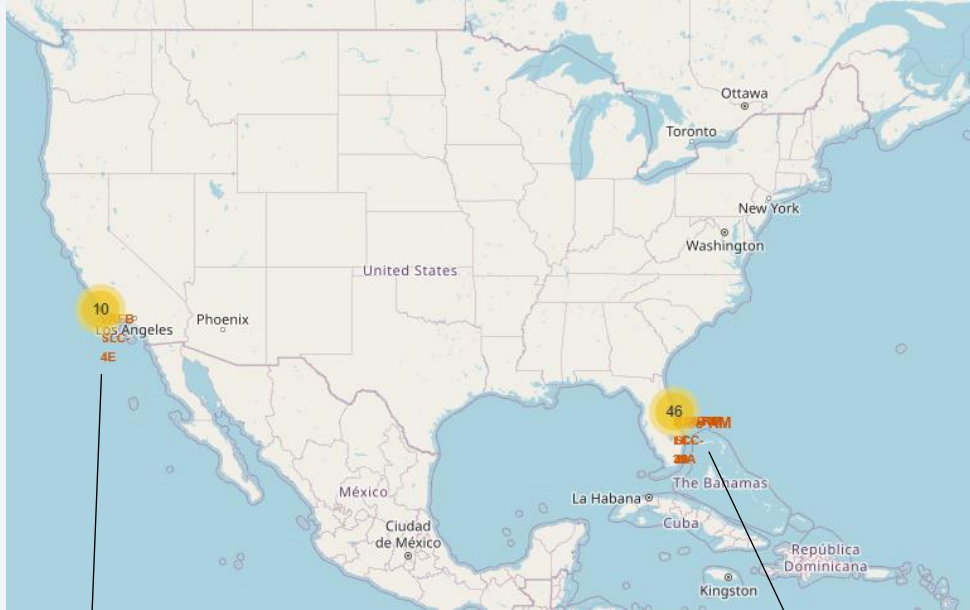 Ottawa
Toronto
New York
Washington
United States
10
Los Angeles
SLC-
4E
Phoenix
46
The Bahamas
La Habana
Cuba
México
Ciudad
de México
República
Dominicana
Kingston